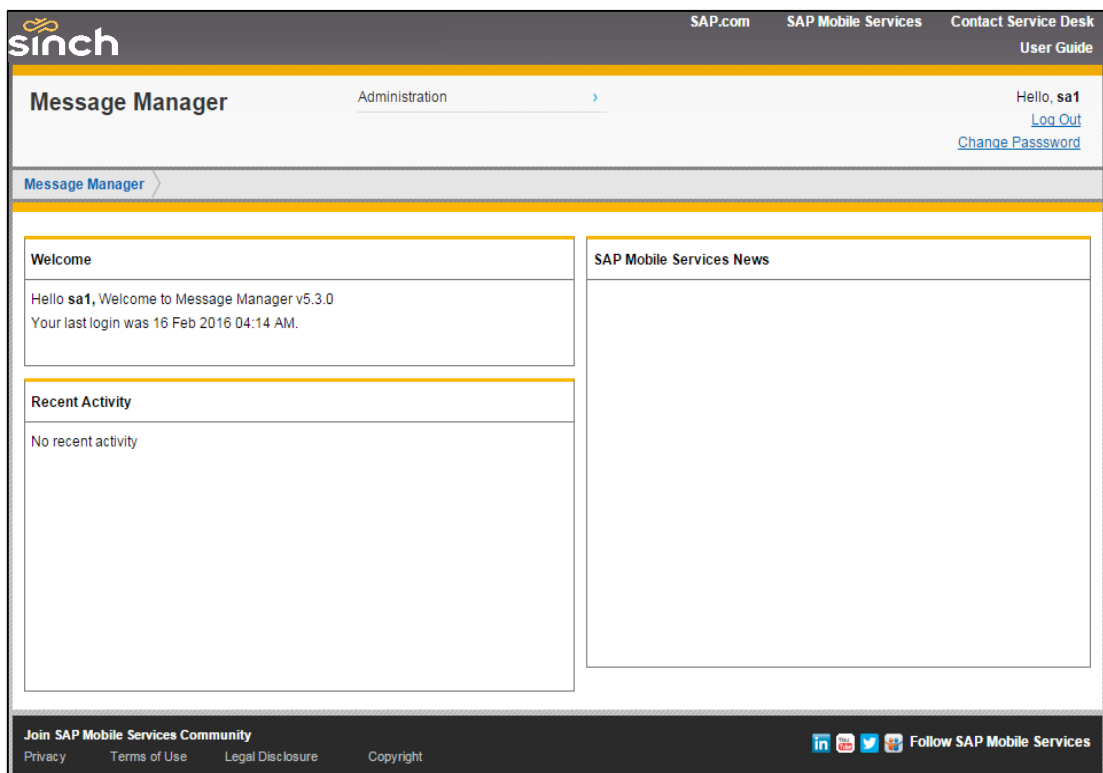 sinch
SAP.com SAP Mobile Services Contact Service Desk
User Guide
Message Manager
Administration
Hello, sa1
Log Out
Change Passsword
Message Manager
Welcome
Hello sa1, Welcome to Message Manager v5.3.0
Your last login was 16 Feb 2016 04:14 AM.
Recent Activity
No recent activity
SAP Mobile Services News
Join SAP Mobile Services Community
Privacy Terms of Use Legal Disclosure Copyright
in You Tube Follow SAP Mobile Services